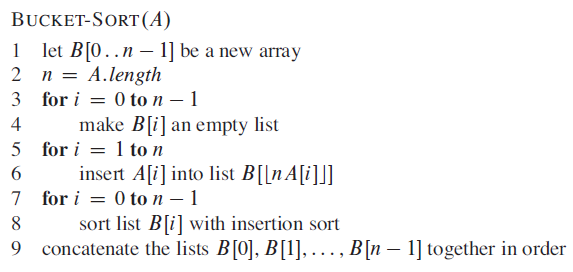 BUCKET-SORT(A)
1 let B[0..n − 1] be a new array
2 n = A.length
3 for i = 0 to n − 1
4 make B[i] an empty list
5 for i = 1 to n
6 insert A[i] into list B[⌊nA[i]⌋]
7 for i = 0 to n − 1
8 sort list B[i] with insertion sort
9 concatenate the lists B[0], B[1], . . . , B[n − 1] together in order